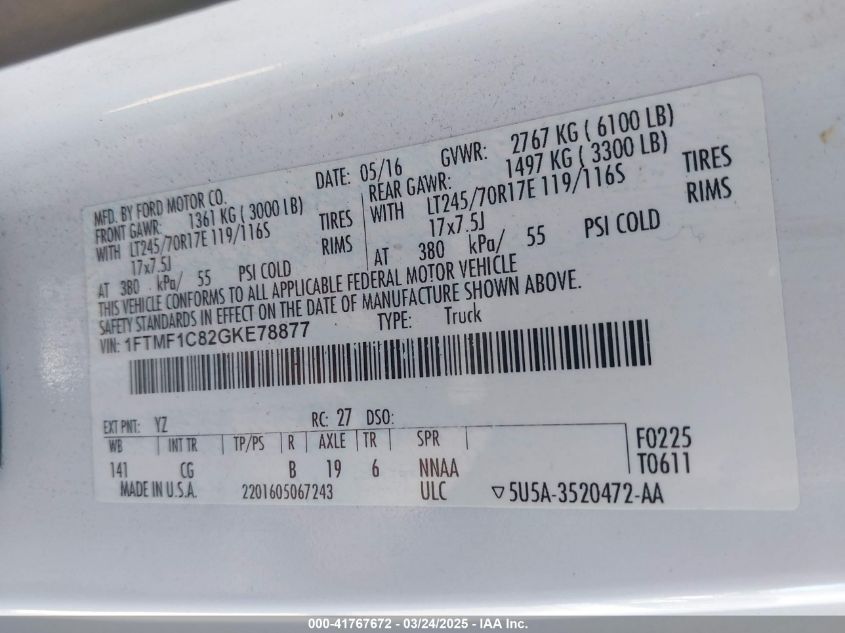 MFD. BY FORD MOTOR CO.
DATE: 05/16
GVWR: 2767 KG ( 6100 LB)
FRONT GAWR: 1361 KG ( 3000 LB)
WITH LT245/70R17E 119/116S TIRES
17x7.5J RIMS
AT 380 kPa/ 55 PSI COLD
REAR GAWR: 1497 KG ( 3300 LB)
WITH LT245/70R17E 119/116S TIRES
17x7.5J RIMS
AT 380 kPa/ 55 PSI COLD
THIS VEHICLE CONFORMS TO ALL APPLICABLE FEDERAL MOTOR VEHICLE
SAFETY STANDARDS IN EFFECT ON THE DATE OF MANUFACTURE SHOWN ABOVE.
VIN: 1FTMF1C82GKE78877 TYPE: Truck
EXT PNT: YZ RC: 27 DSO:
WB INT TR TP/PS R AXLE TR SPR F0225
141 CG B 19 6 NNAA T0611
MADE IN U.S.A. 2201605067243 ULC ▽5U5A-3520472-AA
000-41767672 - 03/24/2025 - IAA Inc.